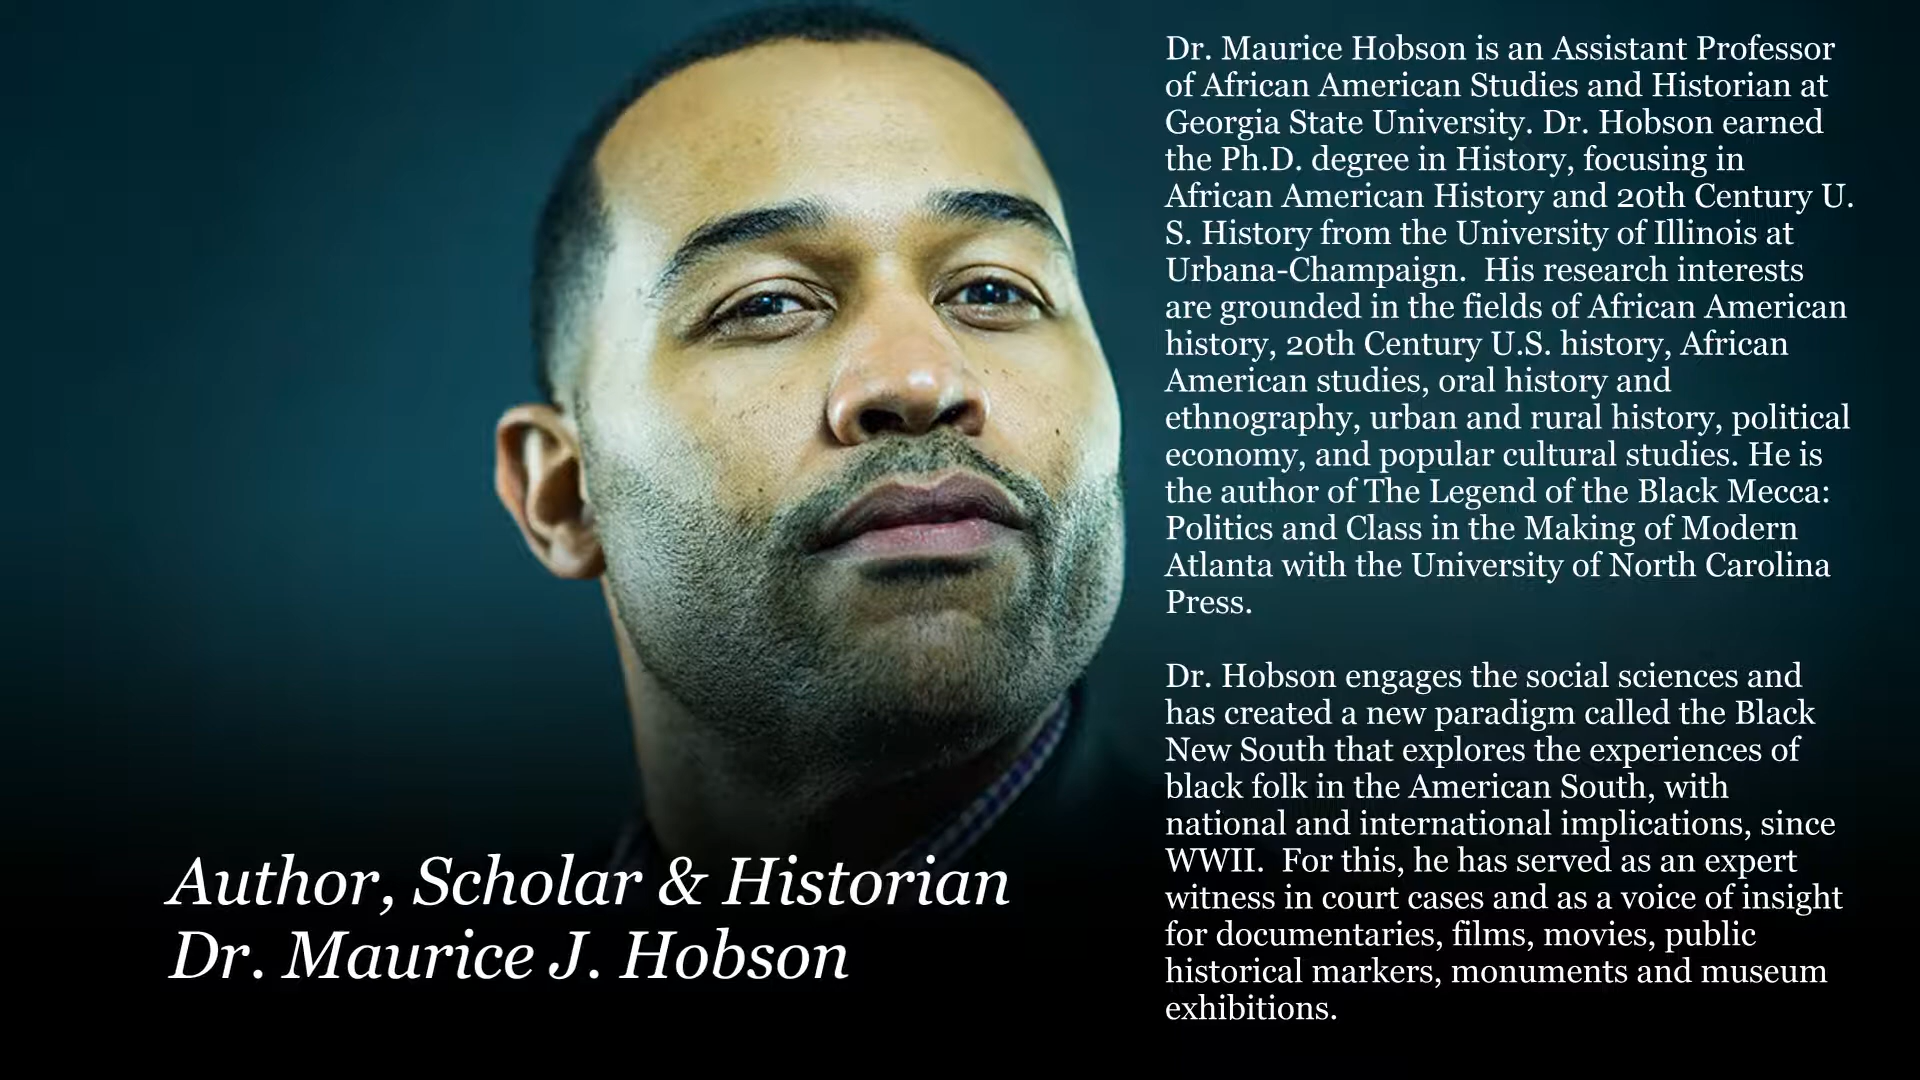 Dr. Maurice Hobson is an Assistant Professor
of African American Studies and Historian at
Georgia State University. Dr. Hobson earned
the Ph.D. degree in History, focusing in
African American History and 20th Century U.
S. History from the University of Illinois at
Urbana-Champaign.  His research interests
are grounded in the fields of African American
history, 20th Century U.S. history, African
American studies, oral history and
ethnography, urban and rural history, political
economy, and popular cultural studies. He is
the author of The Legend of the Black Mecca:
Politics and Class in the Making of Modern
Atlanta with the University of North Carolina
Press.

Dr. Hobson engages the social sciences and
has created a new paradigm called the Black
New South that explores the experiences of
black folk in the American South, with
national and international implications, since
WWII.  For this, he has served as an expert
witness in court cases and as a voice of insight
for documentaries, films, movies, public
historical markers, monuments and museum
exhibitions.

Author, Scholar & Historian
Dr. Maurice J. Hobson